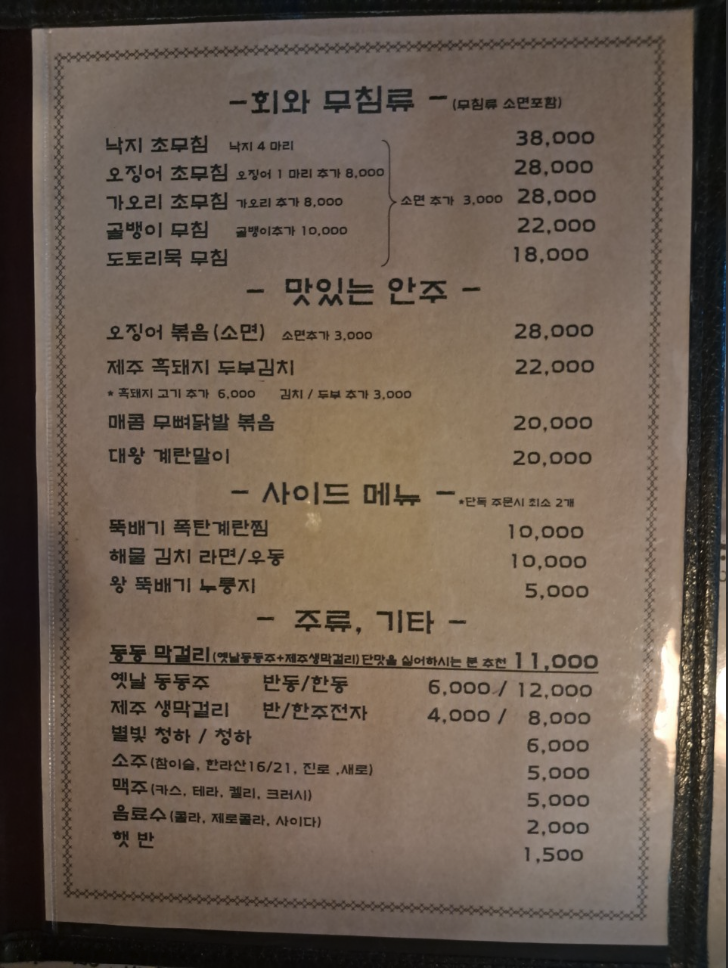 -회와 무침류 - (무침류 소면포함)
낙지 초무침 낙지 4 마리 38,000
오징어 초무침 오징어 1 마리 추가 8,000 28,000
가오리 초무침 가오리 추가 8,000 소면 추가 3,000 28,000
골뱅이 무침 골뱅이추가 10,000 22,000
도토리묵 무침 18,000
- 맛있는 안주 -
오징어 볶음(소면) 소면추가 3,000 28,000
제주 흑돼지 두부김치 22,000
* 흑돼지 고기 추가 6,000 김치 / 두부 추가 3,000
매콤 무뼈닭발 볶음 20,000
대왕 계란말이 20,000
- 사이드 메뉴 - *단독 주문시 최소 2개
뚝배기 폭탄계란찜 10,000
해물 김치 라면/우동 10,000
왕 뚝배기 누룽지 5,000
- 주류, 기타 -
동동 막걸리(옛날동동주+제주생막걸리) 단맛을 싫어하시는 분 추천 11,000
옛날 동동주 반동/한동 6,000 / 12,000
제주 생막걸리 반/한주전자 4,000 / 8,000
별빛 청하 / 청하 6,000
소주(참이슬, 한라산16/21, 진로 ,새로) 5,000
맥주(카스, 테라, 켈리, 크러시) 5,000
음료수(콜라, 제로콜라, 사이다) 2,000
햇 반 1,500